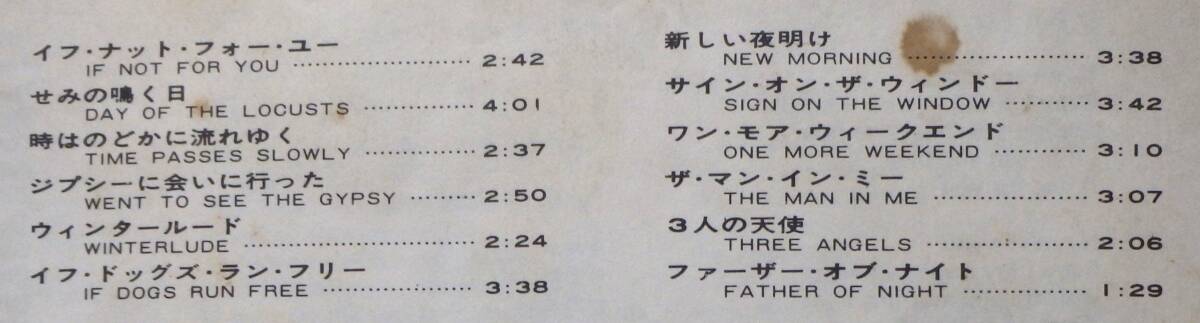 イフ・ナット・フォー・ユー
IF NOT FOR YOU ……………………… 2:42
せみの鳴く日
DAY OF THE LOCUSTS …………… 4:01
時はのどかに流れゆく
TIME PASSES SLOWLY …………… 2:37
ジプシーに会いに行った
WENT TO SEE THE GYPSY ……… 2:50
ウィンタールード
WINTERLUDE ………………………… 2:24
イフ・ドッグズ・ラン・フリー
IF DOGS RUN FREE ………………… 3:38
新しい夜明け
NEW MORNING ……………………… 3:38
サイン・オン・ザ・ウィンドー
SIGN ON THE WINDOW ………… 3:42
ワン・モア・ウィークエンド
ONE MORE WEEKEND …………… 3:10
ザ・マン・イン・ミー
THE MAN IN ME …………………… 3:07
3人の天使
THREE ANGELS …………………… 2:06
ファーザー・オブ・ナイト
FATHER OF NIGHT ……………… 1:29